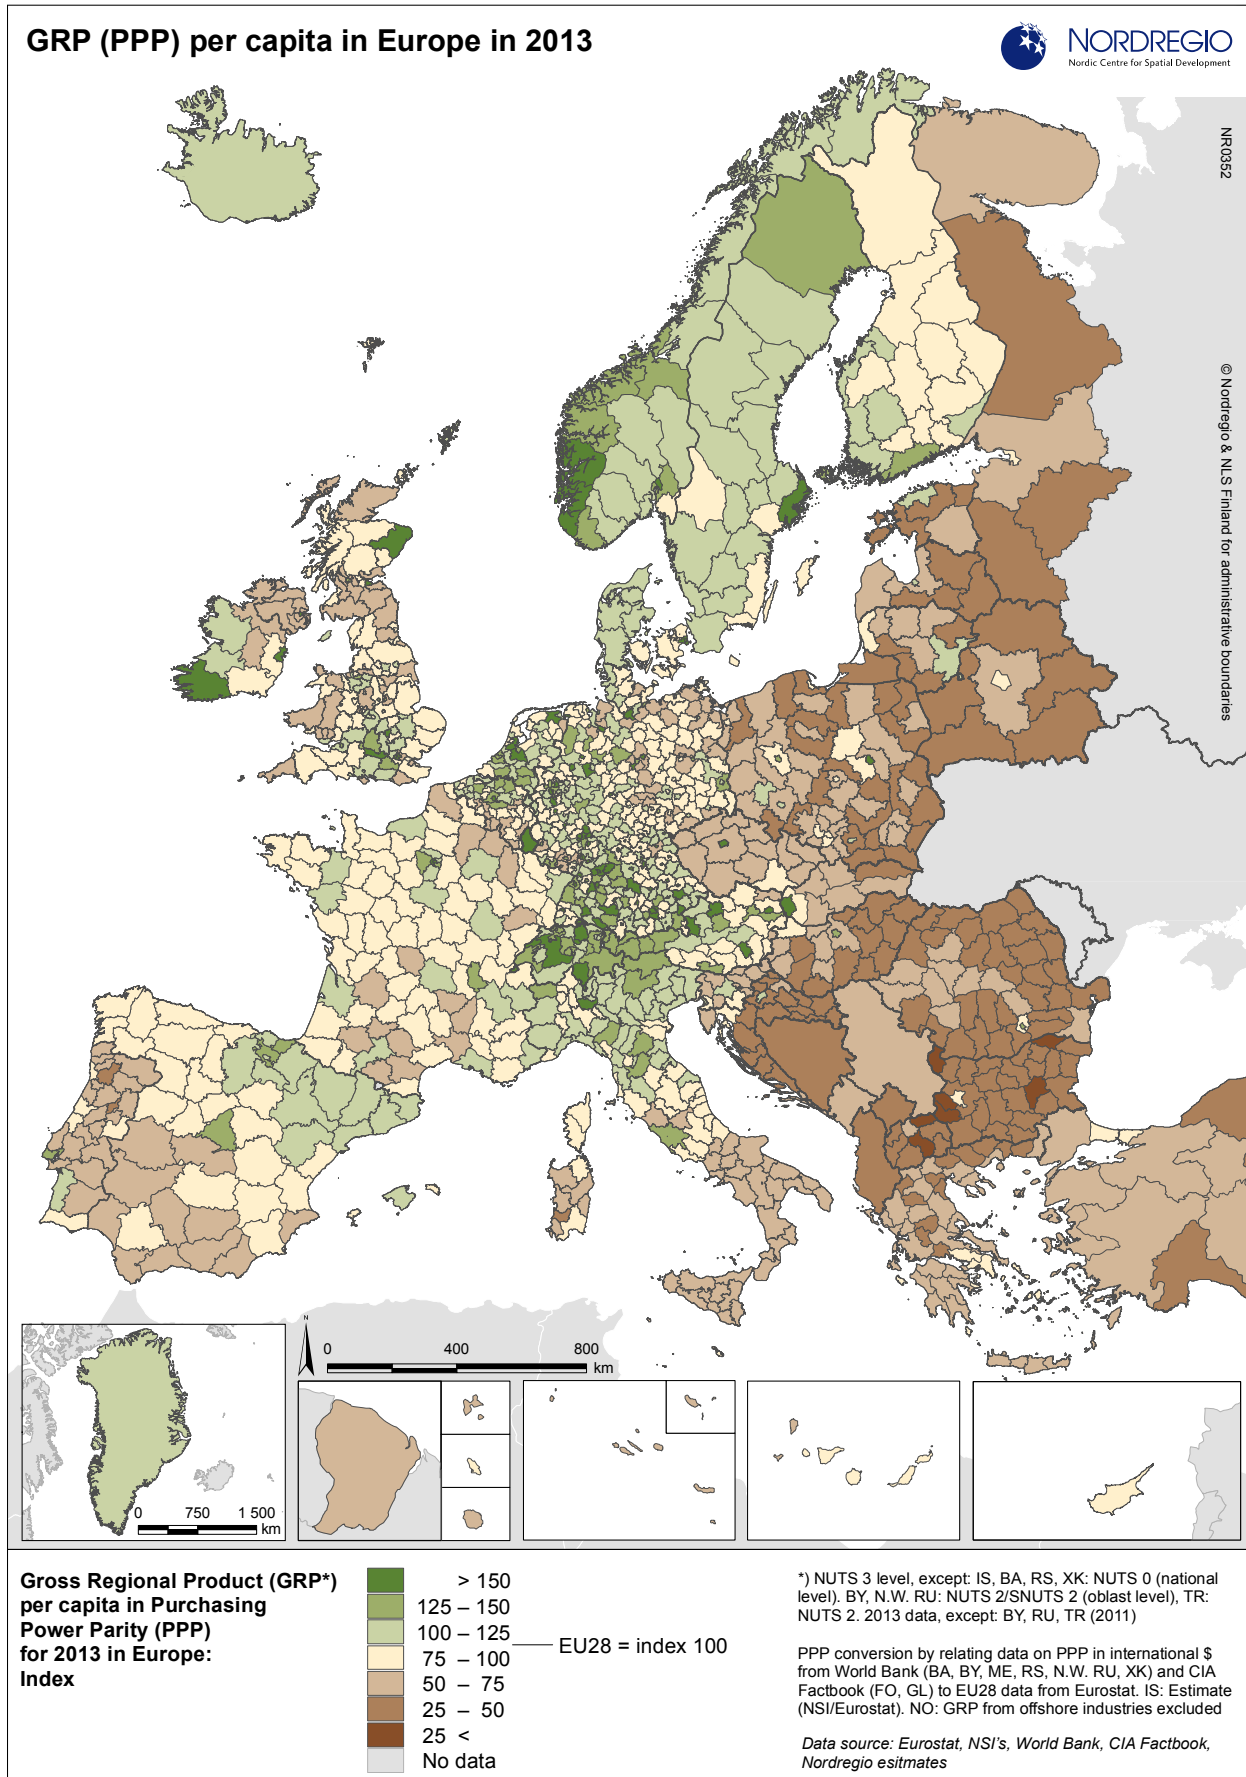 GRP (PPP) per capita in Europe in 2013
NORDREGIO
Nordic Centre for Spatial Development
NR0352
© Nordregio & NLS Finland for administrative boundaries
N
0 400 800
km
0 750 1 500
km
Gross Regional Product (GRP*)
per capita in Purchasing
Power Parity (PPP)
for 2013 in Europe:
Index
> 150
125 – 150
100 – 125
75 – 100
50 – 75
25 – 50
25 <
No data
EU28 = index 100
*) NUTS 3 level, except: IS, BA, RS, XK: NUTS 0 (national
level). BY, N.W. RU: NUTS 2/SNUTS 2 (oblast level), TR:
NUTS 2. 2013 data, except: BY, RU, TR (2011)
PPP conversion by relating data on PPP in international $
from World Bank (BA, BY, ME, RS, N.W. RU, XK) and CIA
Factbook (FO, GL) to EU28 data from Eurostat. IS: Estimate
(NSI/Eurostat). NO: GRP from offshore industries excluded
Data source: Eurostat, NSI's, World Bank, CIA Factbook,
Nordregio esitmates